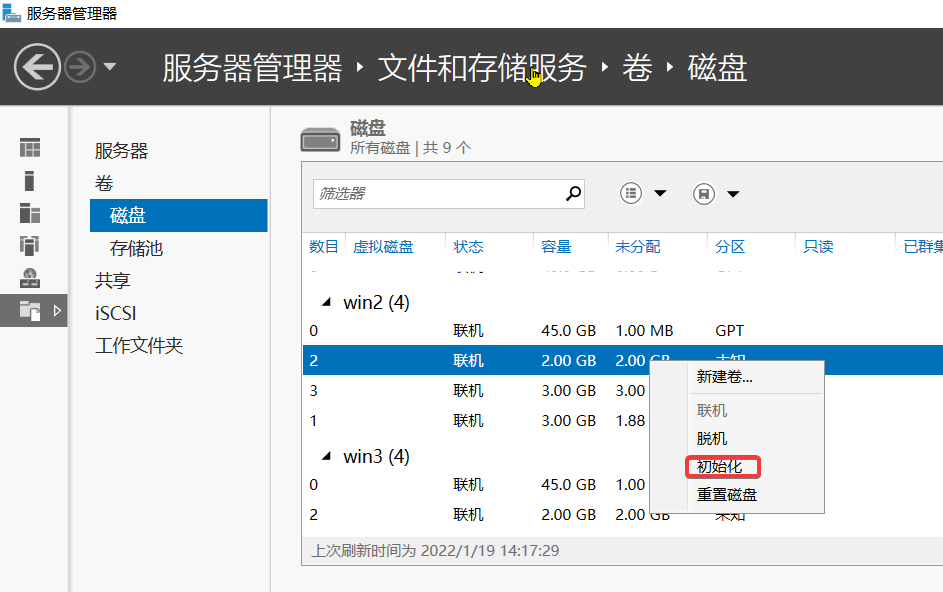 服务器管理器
服务器管理器 文件和存储服务 卷 磁盘
服务器
卷
磁盘
存储池
共享
iSCSI
工作文件夹
磁盘
所有磁盘 | 共 9 个
筛选器
数目 虚拟磁盘 状态 容量 未分配 分区 只读 已群集
win2 (4)
0 联机 45.0 GB 1.00 MB GPT
2 联机 2.00 GB 2.00 GB 未知
3 联机 3.00 GB 3.00
1 联机 3.00 GB 1.88
win3 (4)
0 联机 45.0 GB 1.00
2 联机 2.00 GB 2.00 GB 未知
新建卷...
联机
脱机
初始化
重置磁盘
上次刷新时间为 2022/1/19 14:17:29